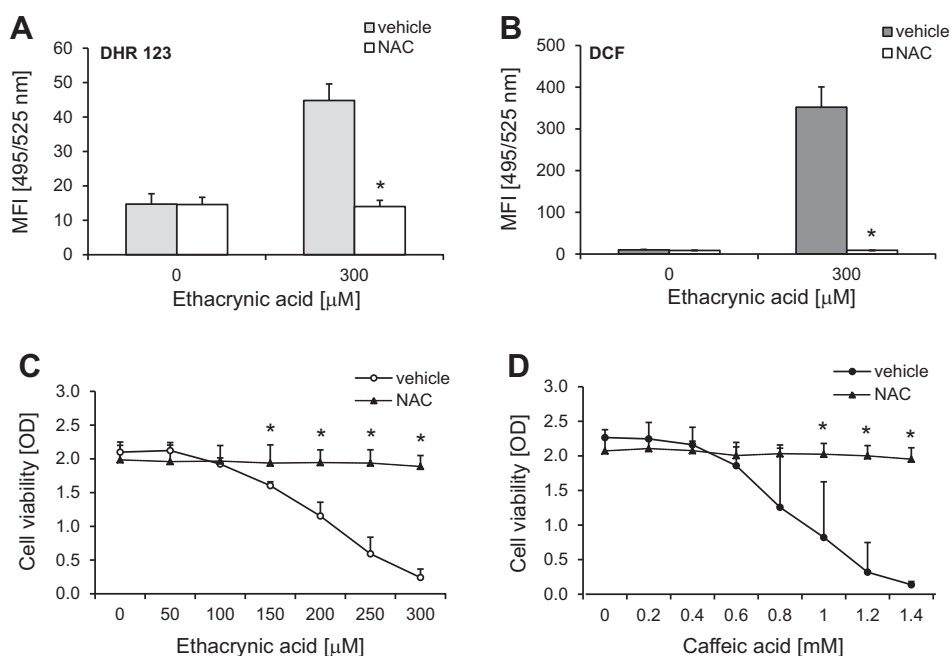 A
vehicle
NAC
DHR 123
60
50
40
30
20
10
0
MFI [495/525 nm]
*
0
300
Ethacrynic acid [µM]
B
vehicle
NAC
DCF
500
400
300
200
100
0
MFI [495/525 nm]
*
0
300
Ethacrynic acid [µM]
C
vehicle
NAC
3.0
2.5
2.0
1.5
1.0
0.5
0.0
Cell viability [OD]
* * * *
0 50 100 150 200 250 300
Ethacrynic acid [µM]
D
vehicle
NAC
3.0
2.5
2.0
1.5
1.0
0.5
0.0
Cell viability [OD]
* * *
0 0.2 0.4 0.6 0.8 1 1.2 1.4
Caffeic acid [mM]